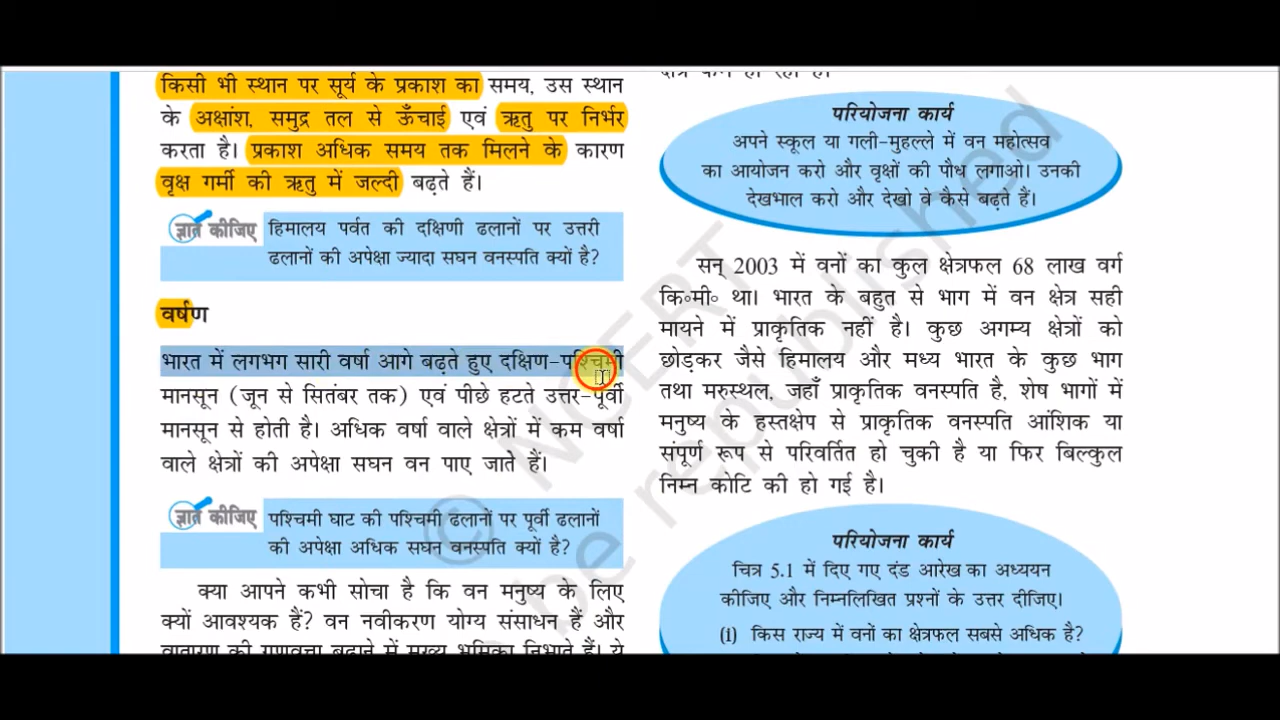 किसी भी स्थान पर सूर्य के प्रकाश का समय, उस स्थान
के अक्षांश, समुद्र तल से ऊँचाई एवं ऋतु पर निर्भर
करता है। प्रकाश अधिक समय तक मिलने के कारण
वृक्ष गर्मी की ऋतु में जल्दी बढ़ते हैं।
ज्ञात कीजिए हिमालय पर्वत की दक्षिणी ढलानों पर उत्तरी
ढलानों की अपेक्षा ज्यादा सघन वनस्पति क्यों है?
वर्षण
भारत में लगभग सारी वर्षा आगे बढ़ते हुए दक्षिण-पश्चिमी
मानसून (जून से सितंबर तक) एवं पीछे हटते उत्तर-पूर्वी
मानसून से होती है। अधिक वर्षा वाले क्षेत्रों में कम वर्षा
वाले क्षेत्रों की अपेक्षा सघन वन पाए जाते हैं।
ज्ञात कीजिए पश्चिमी घाट की पश्चिमी ढलानों पर पूर्वी ढलानों
की अपेक्षा अधिक सघन वनस्पति क्यों है?
क्या आपने कभी सोचा है कि वन मनुष्य के लिए
क्यों आवश्यक हैं? वन नवीकरण योग्य संसाधन हैं और
की में मुख्य भूमिका निभाते हैं। ये
परियोजना कार्य
अपने स्कूल या गली-मुहल्ले में वन महोत्सव
का आयोजन करो और वृक्षों की पौध लगाओ। उनकी
देखभाल करो और देखो वे कैसे बढ़ते हैं।
सन् 2003 में वनों का कुल क्षेत्रफल 68 लाख वर्ग
कि॰मी॰ था। भारत के बहुत से भाग में वन क्षेत्र सही
मायने में प्राकृतिक नहीं है। कुछ अगम्य क्षेत्रों को
छोड़कर जैसे हिमालय और मध्य भारत के कुछ भाग
तथा मरुस्थल, जहाँ प्राकृतिक वनस्पति है, शेष भागों में
मनुष्य के हस्तक्षेप से प्राकृतिक वनस्पति आंशिक या
संपूर्ण रूप से परिवर्तित हो चुकी है या फिर बिल्कुल
निम्न कोटि की हो गई है।
परियोजना कार्य
चित्र 5.1 में दिए गए दंड आरेख का अध्ययन
कीजिए और निम्नलिखित प्रश्नों के उत्तर दीजिए।
(i) किस राज्य में वनों का क्षेत्रफल सबसे अधिक है?
© NCERT
be republished